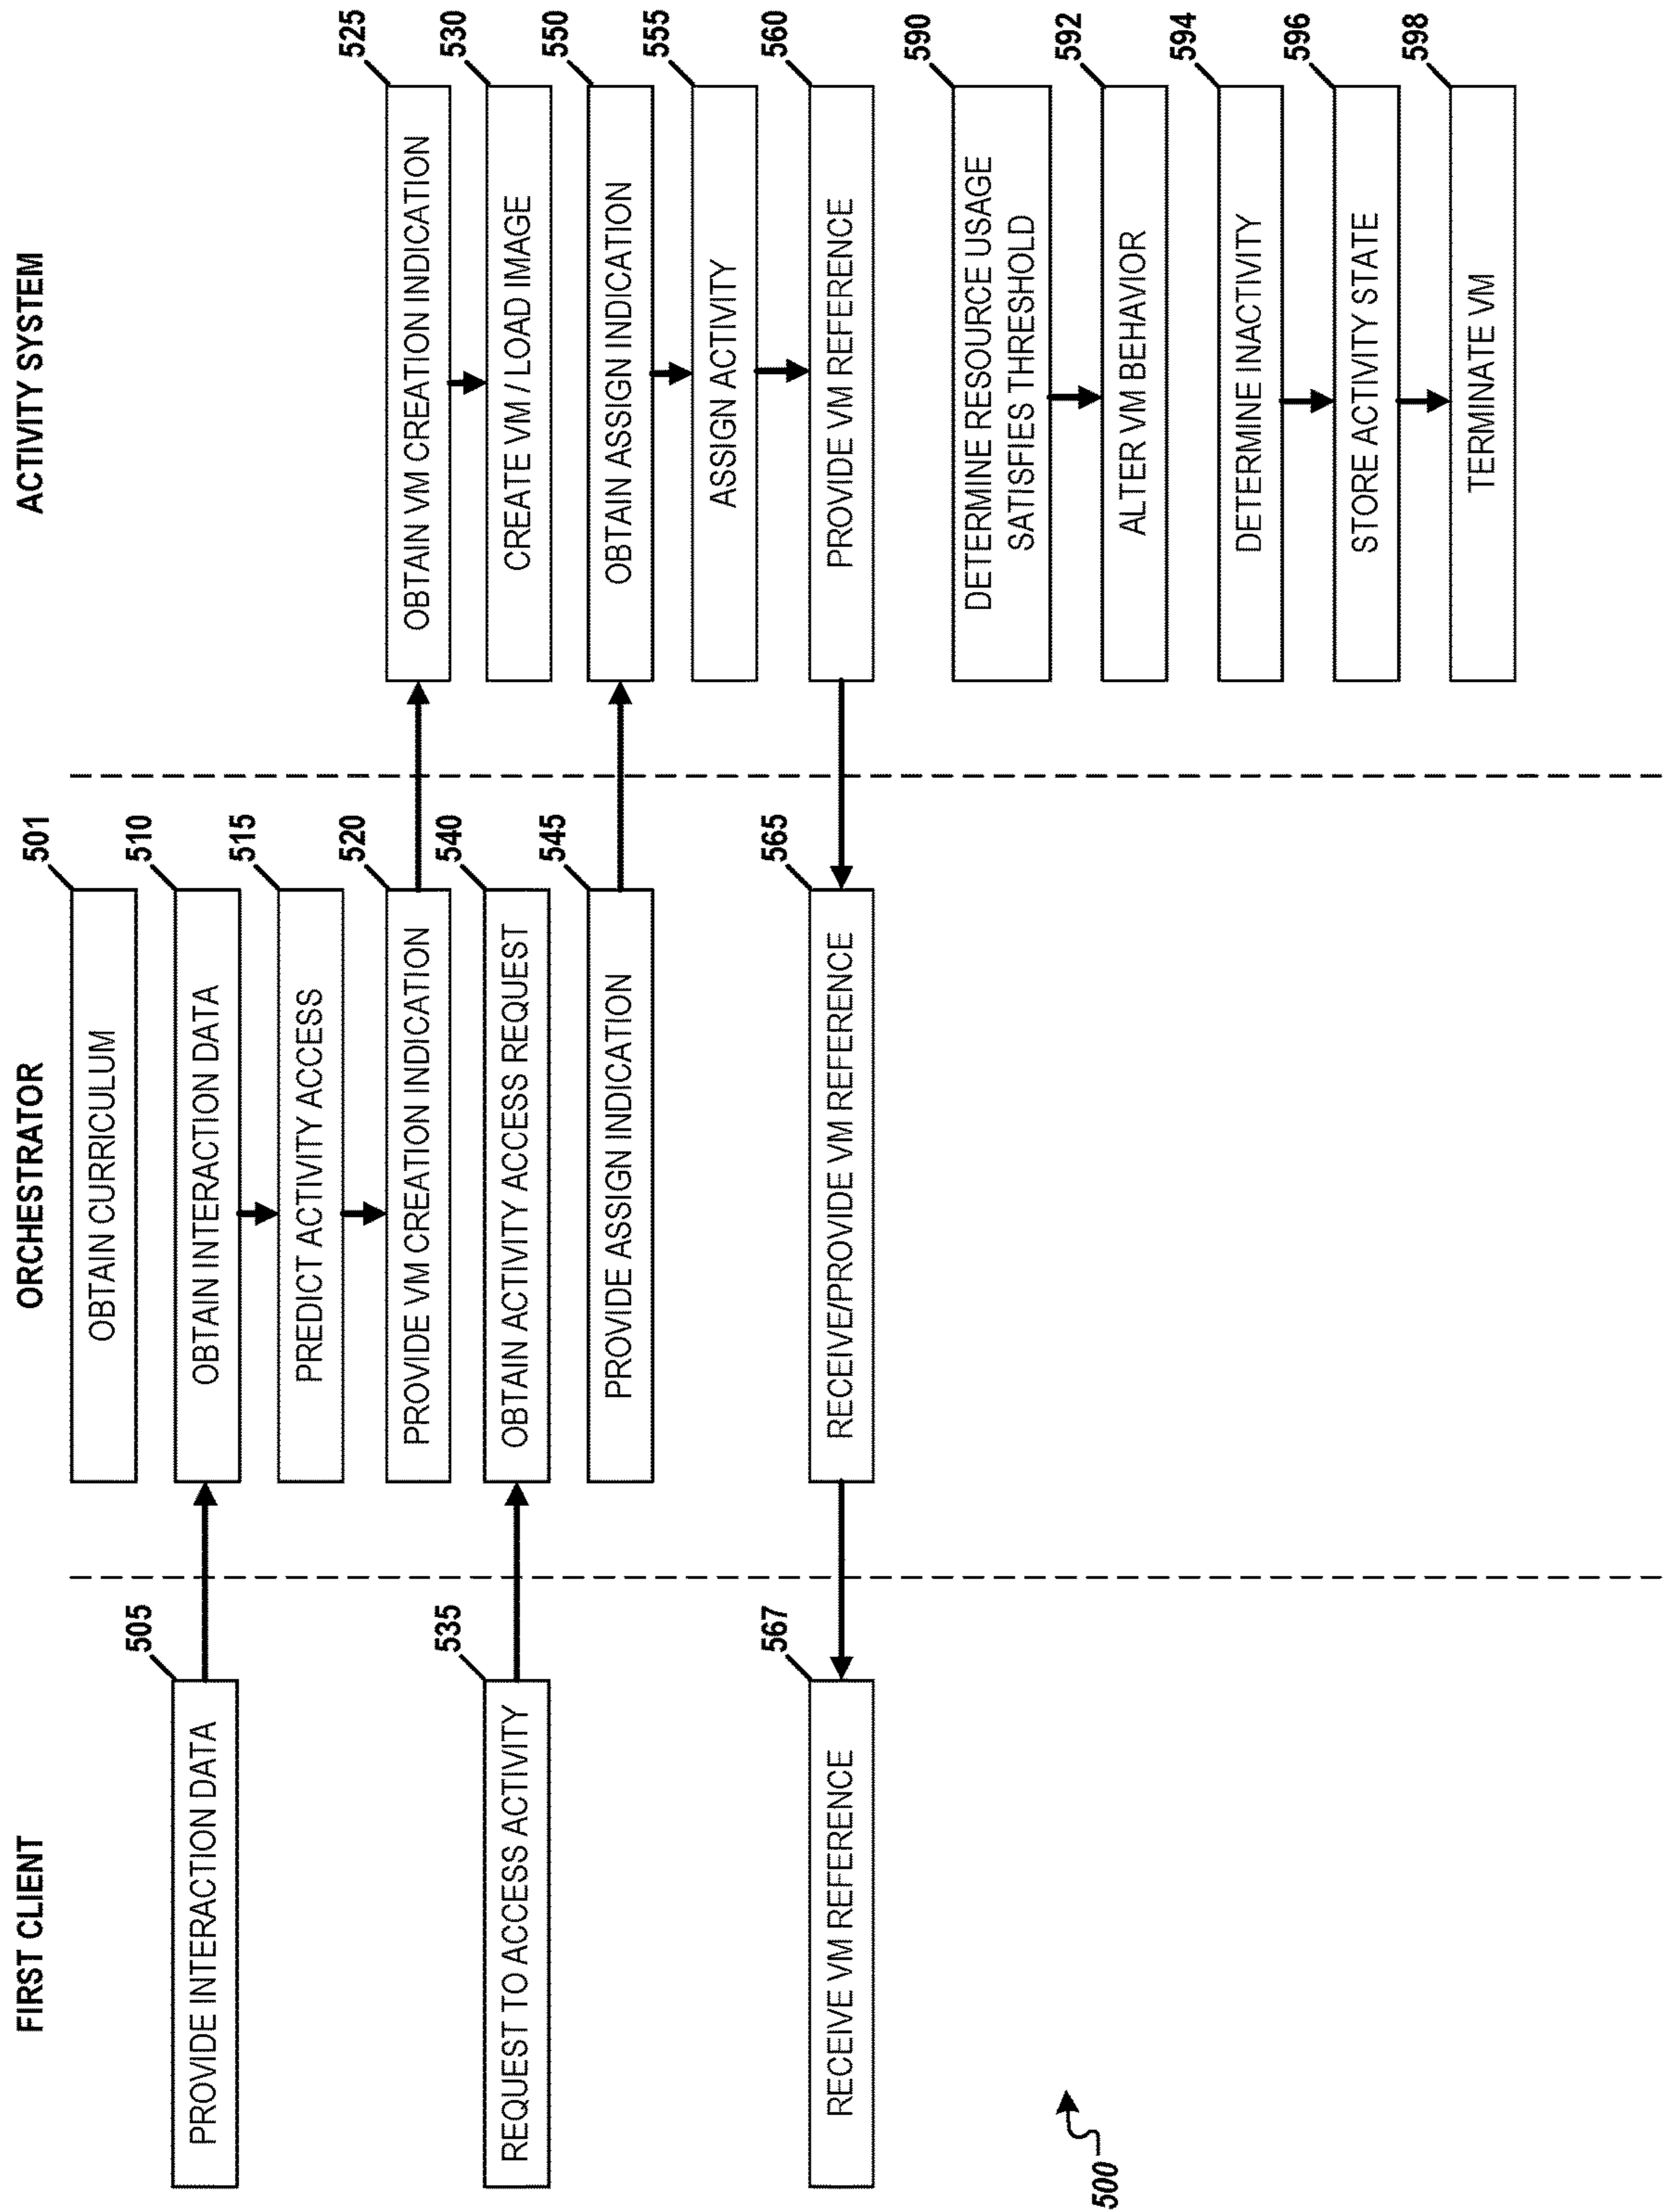 FIRST CLIENT
ORCHESTRATOR
ACTIVITY SYSTEM
501
OBTAIN CURRICULUM
505
PROVIDE INTERACTION DATA
510
OBTAIN INTERACTION DATA
515
PREDICT ACTIVITY ACCESS
520
PROVIDE VM CREATION INDICATION
525
OBTAIN VM CREATION INDICATION
530
CREATE VM / LOAD IMAGE
535
REQUEST TO ACCESS ACTIVITY
540
OBTAIN ACTIVITY ACCESS REQUEST
545
PROVIDE ASSIGN INDICATION
550
OBTAIN ASSIGN INDICATION
555
ASSIGN ACTIVITY
560
PROVIDE VM REFERENCE
565
RECEIVE/PROVIDE VM REFERENCE
567
RECEIVE VM REFERENCE
590
DETERMINE RESOURCE USAGE
SATISFIES THRESHOLD
592
ALTER VM BEHAVIOR
594
DETERMINE INACTIVITY
596
STORE ACTIVITY STATE
598
TERMINATE VM
500